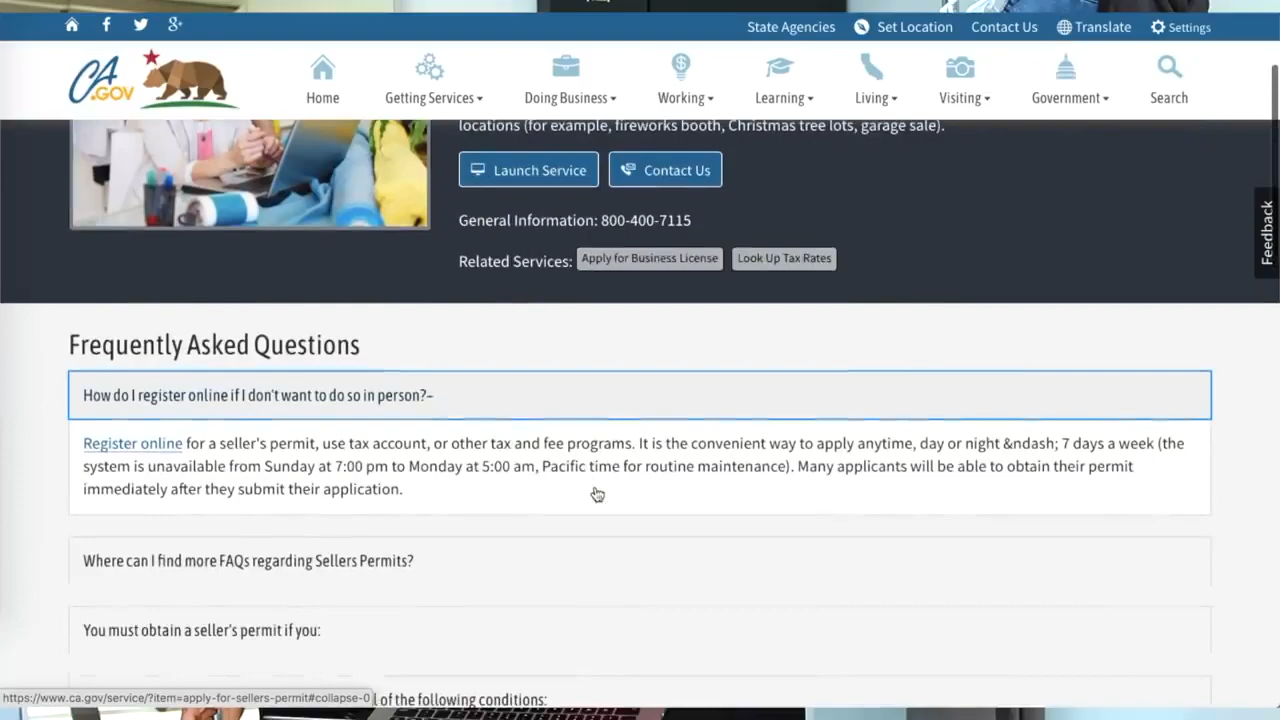 State Agencies Set Location Contact Us Translate Settings
CA.GOV
Home Getting Services Doing Business Working Learning Living Visiting Government Search
locations (for example, fireworks booth, Christmas tree lots, garage sale).
Launch Service Contact Us
General Information: 800-400-7115
Related Services: Apply for Business License Look Up Tax Rates
Feedback
Frequently Asked Questions
How do I register online if I don't want to do so in person?–
Register online for a seller's permit, use tax account, or other tax and fee programs. It is the convenient way to apply anytime, day or night &ndash; 7 days a week (the
system is unavailable from Sunday at 7:00 pm to Monday at 5:00 am, Pacific time for routine maintenance). Many applicants will be able to obtain their permit
immediately after they submit their application.
Where can I find more FAQs regarding Sellers Permits?
You must obtain a seller's permit if you:
https://www.ca.gov/service/?item=apply-for-sellers-permit#collapse-0 l of the following conditions: